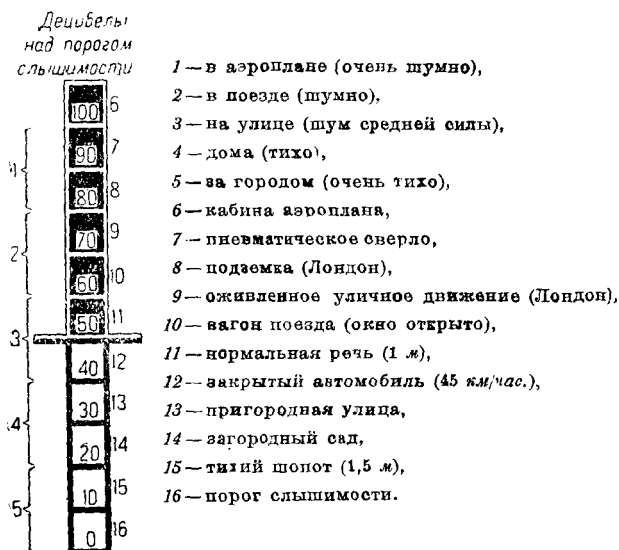 Децибелы
над порогом
слышимости
1 — в аэроплане (очень шумно),
2 — в поезде (шумно),
3 — на улице (шум средней силы),
4 — дома (тихо),
5 — за городом (очень тихо),
6 — кабина аэроплана,
7 — пневматическое сверло,
8 — подземка (Лондон),
9 — оживленное уличное движение (Лондон),
10 — вагон поезда (окно открыто),
11 — нормальная речь (1 м),
12 — закрытый автомобиль (45 км/час.),
13 — пригородная улица,
14 — загородный сад,
15 — тихий шопот (1,5 м),
16 — порог слышимости.
100 6
90 7
1
80 8
70 9
2
60 10
50 11
3
40 12
30 13
4
20 14
10 15
5
0 16